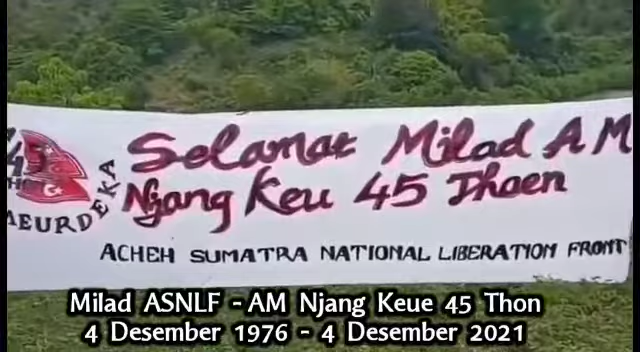 45
Selamat Milad AM
Njang Keu 45 Thoen
ACHEH SUMATRA NATIONAL LIBERATION FRONT
Milad ASNLF - AM Njang Keue 45 Thon
4 Desember 1976 - 4 Desember 2021